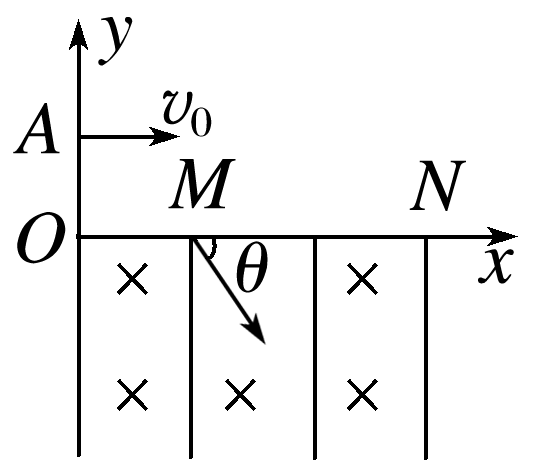 y
A v₀
M N
O θ x
× ×
× × ×